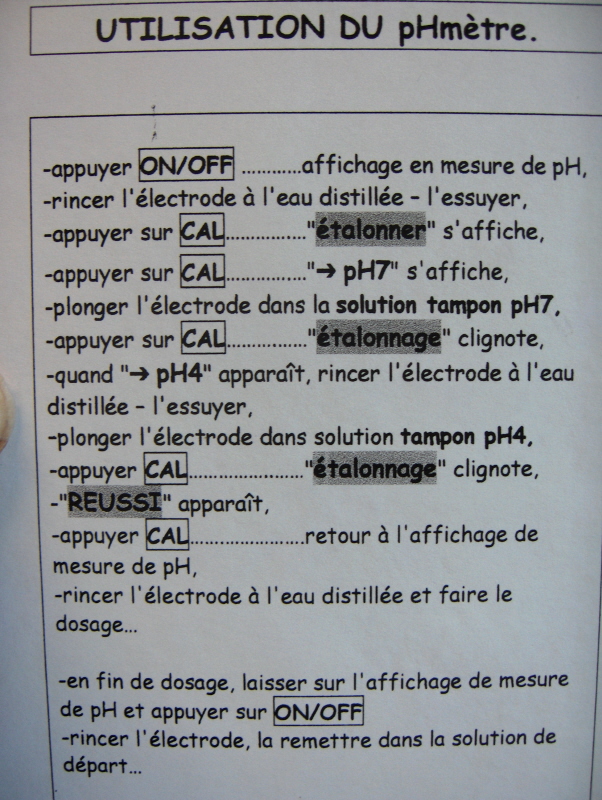 UTILISATION DU pHmètre.
-appuyer ON/OFF ............affichage en mesure de pH,
-rincer l'électrode à l'eau distillée – l'essuyer,
-appuyer sur CAL................"étalonner" s'affiche,
-appuyer sur CAL................"➔ pH7" s'affiche,
-plonger l'électrode dans la solution tampon pH7,
-appuyer sur CAL................"étalonnage" clignote,
-quand "➔ pH4" apparaît, rincer l'électrode à l'eau
distillée – l'essuyer,
-plonger l'électrode dans solution tampon pH4,
-appuyer CAL......................."étalonnage" clignote,
-"REUSSI" apparaît,
-appuyer CAL.......................retour à l'affichage de
mesure de pH,
-rincer l'électrode à l'eau distillée et faire le
dosage...
-en fin de dosage, laisser sur l'affichage de mesure
de pH et appuyer sur ON/OFF
-rincer l'électrode, la remettre dans la solution de
départ...